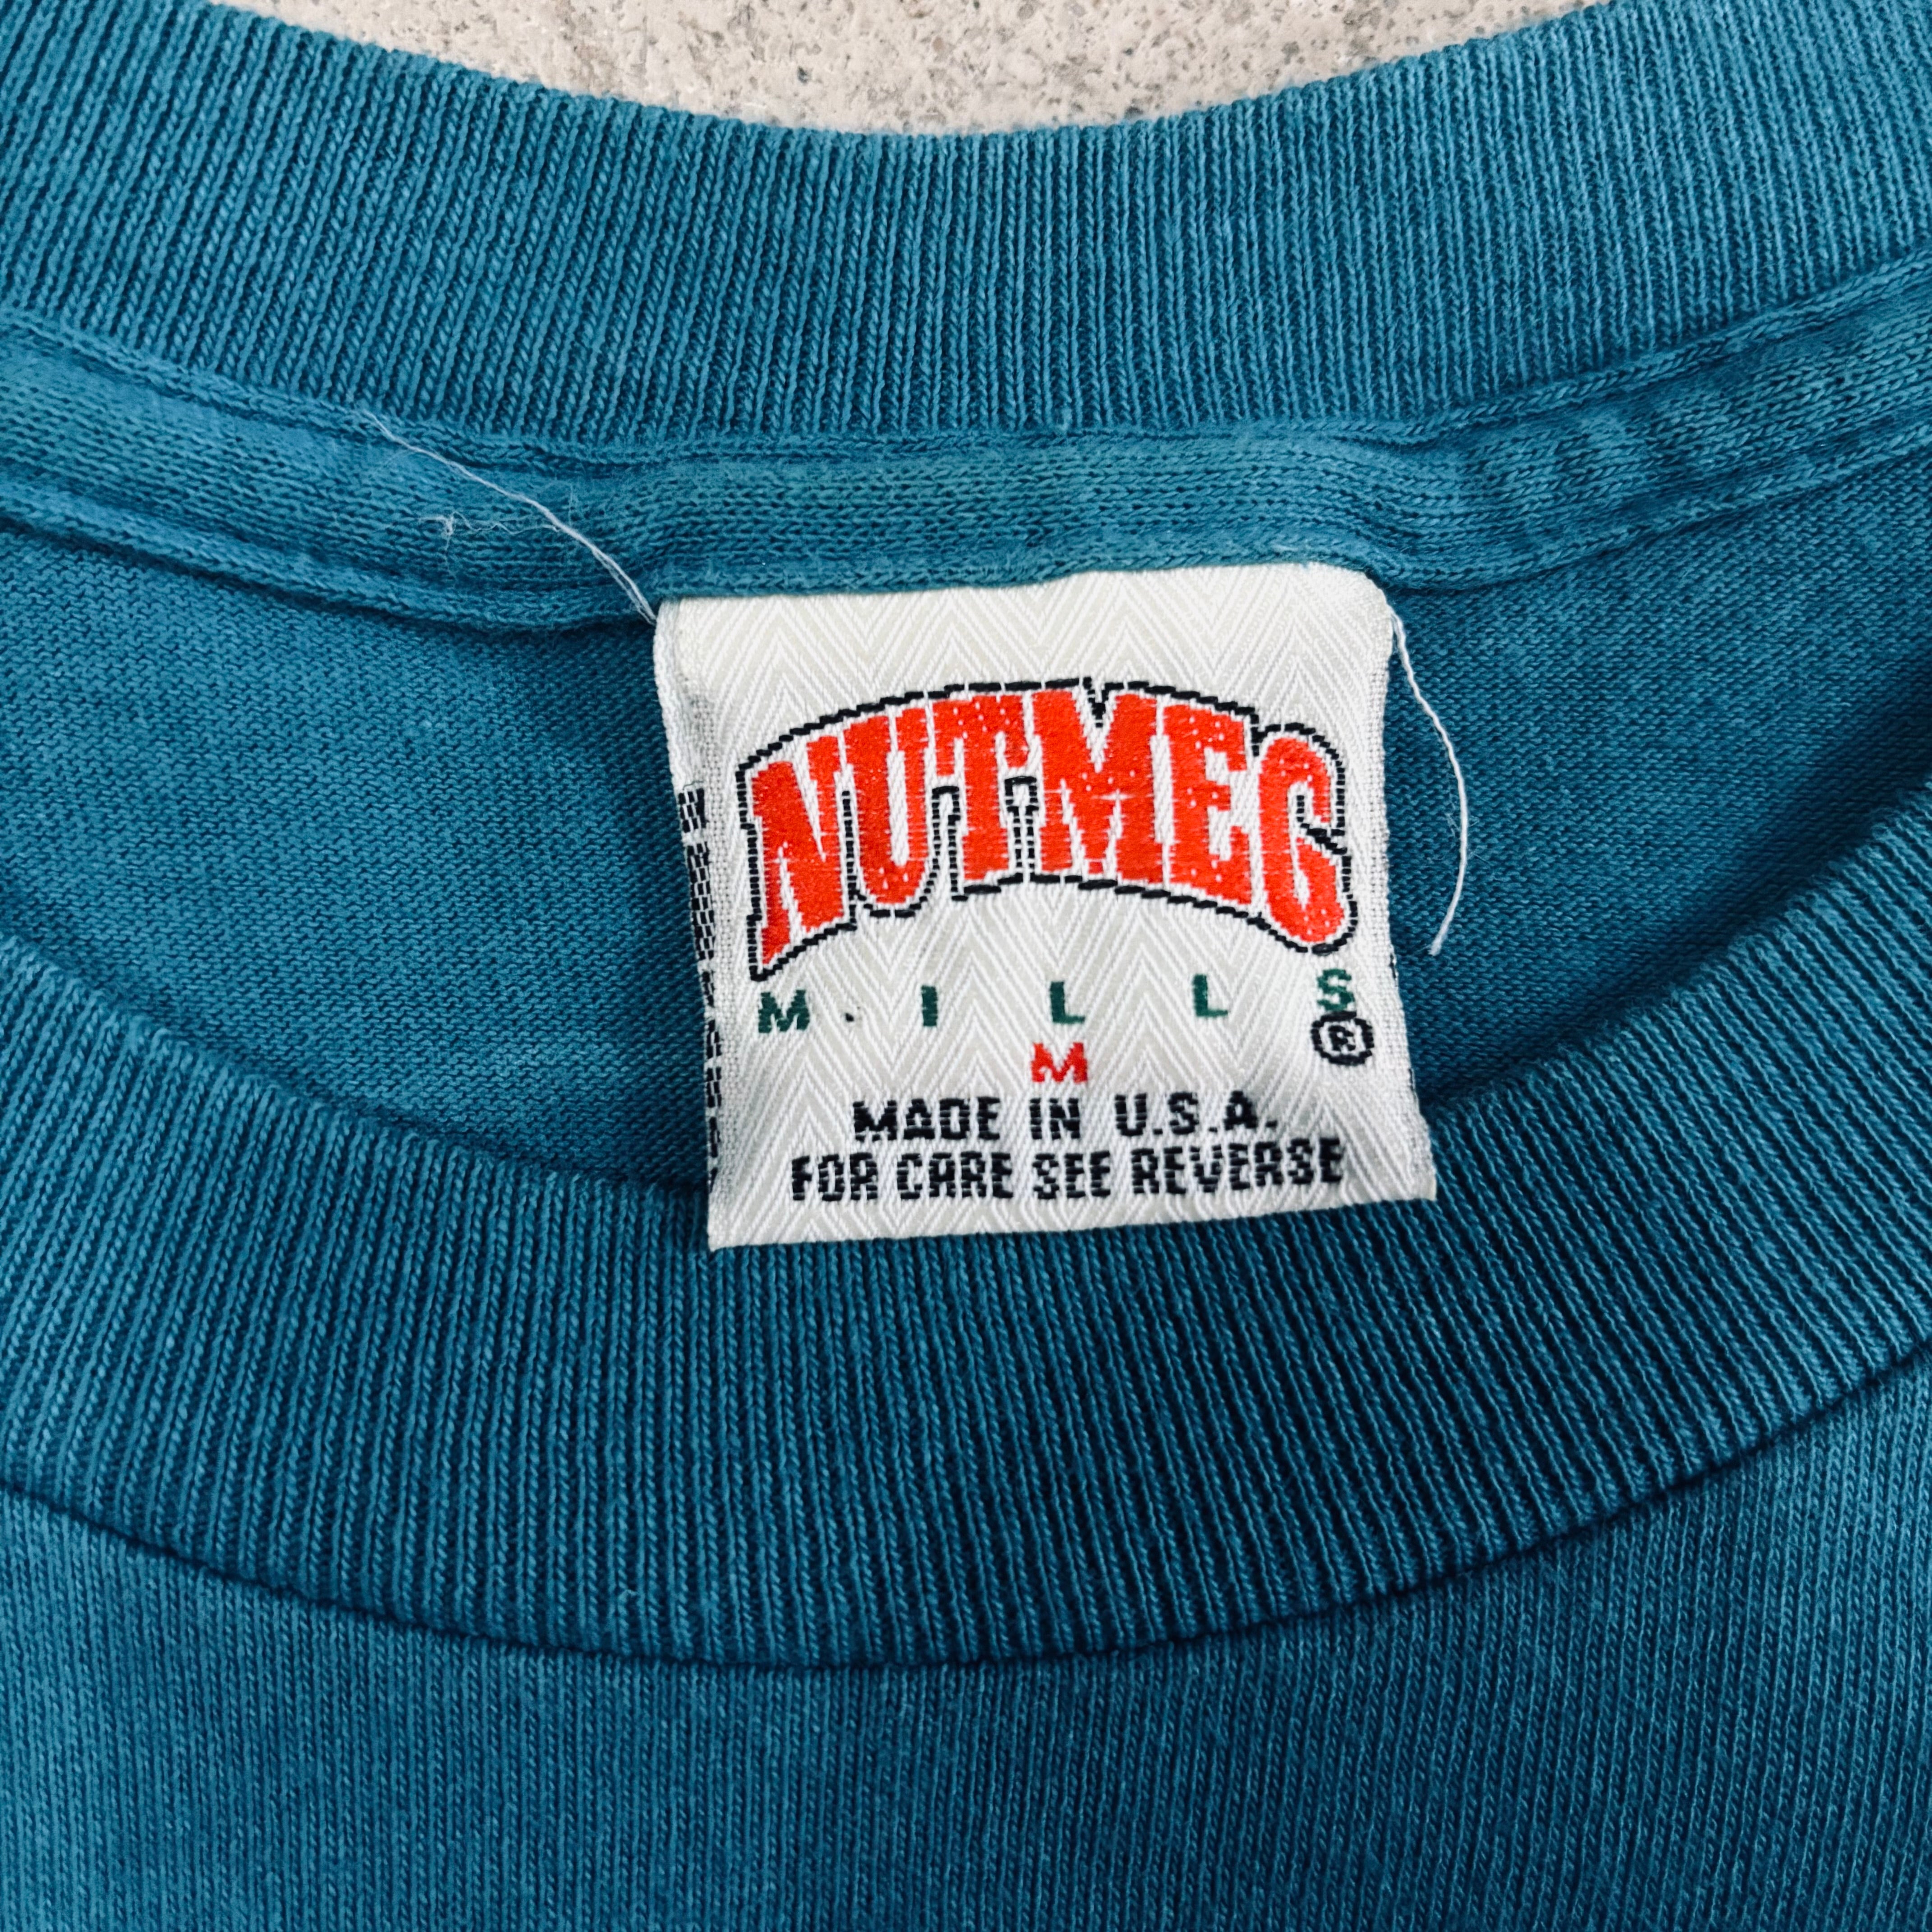 NUTMEG
MILLS
®
M
MADE IN U.S.A.
FOR CARE SEE REVERSE